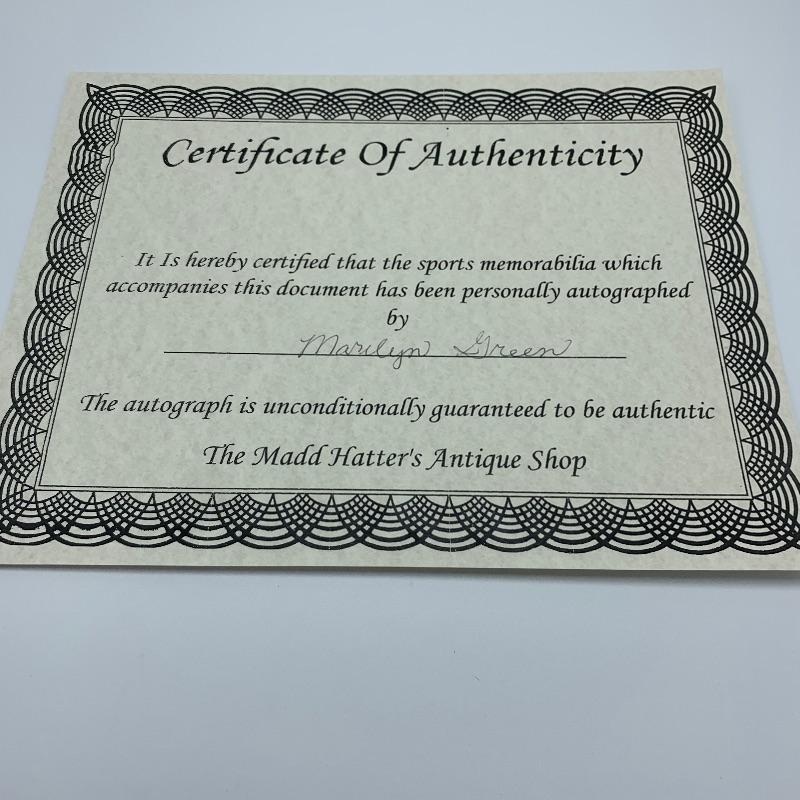 Certificate Of Authenticity
It Is hereby certified that the sports memorabilia which
accompanies this document has been personally autographed
by
Marilyn Green
The autograph is unconditionally guaranteed to be authentic
The Madd Hatter's Antique Shop